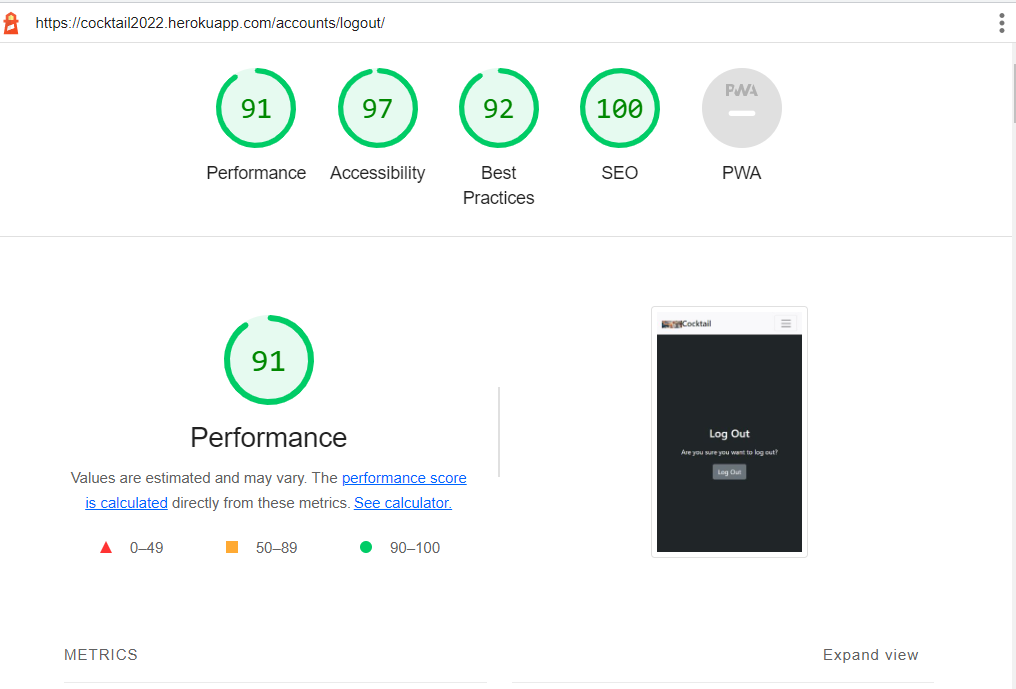 https://cocktail2022.herokuapp.com/accounts/logout/
91
97
92
100
PWA
Performance
Accessibility
Best
Practices
SEO
PWA
91
Performance
Values are estimated and may vary. The performance score
is calculated directly from these metrics. See calculator.
0–49
50–89
90–100
Cocktail
Log Out
Are you sure you want to log out?
Log Out
METRICS
Expand view